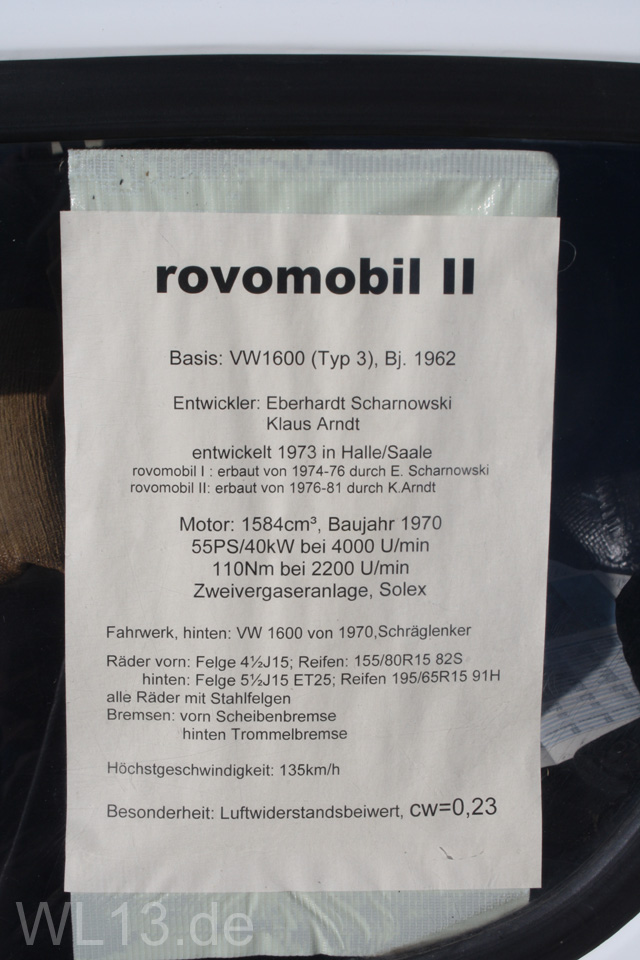 rovomobil II
Basis: VW1600 (Typ 3), Bj. 1962
Entwickler: Eberhardt Scharnowski
Klaus Arndt
entwickelt 1973 in Halle/Saale
rovomobil I : erbaut von 1974-76 durch E. Scharnowski
rovomobil II: erbaut von 1976-81 durch K.Arndt
Motor: 1584cm³, Baujahr 1970
55PS/40kW bei 4000 U/min
110Nm bei 2200 U/min
Zweivergaseranlage, Solex
Fahrwerk, hinten: VW 1600 von 1970,Schräglenker
Räder vorn: Felge 4½J15; Reifen: 155/80R15 82S
hinten: Felge 5½J15 ET25; Reifen 195/65R15 91H
alle Räder mit Stahlfelgen
Bremsen: vorn Scheibenbremse
hinten Trommelbremse
Höchstgeschwindigkeit: 135km/h
Besonderheit: Luftwiderstandsbeiwert, cw=0,23
WL13.de